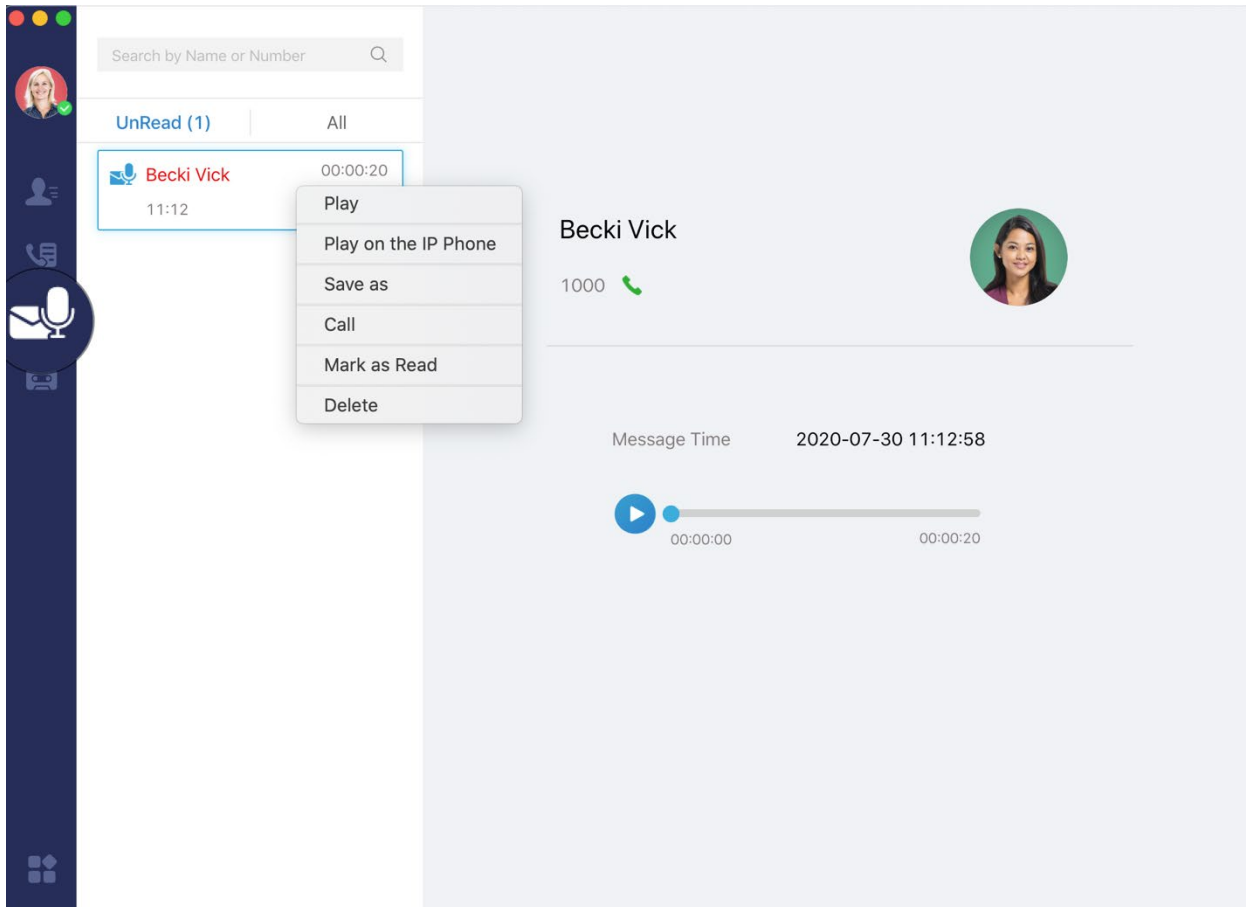 Search by Name or Number
UnRead (1)
All
Becki Vick
00:00:20
11:12
Play
Play on the IP Phone
Save as
Call
Mark as Read
Delete
Becki Vick
1000
Message Time 2020-07-30 11:12:58
00:00:00
00:00:20